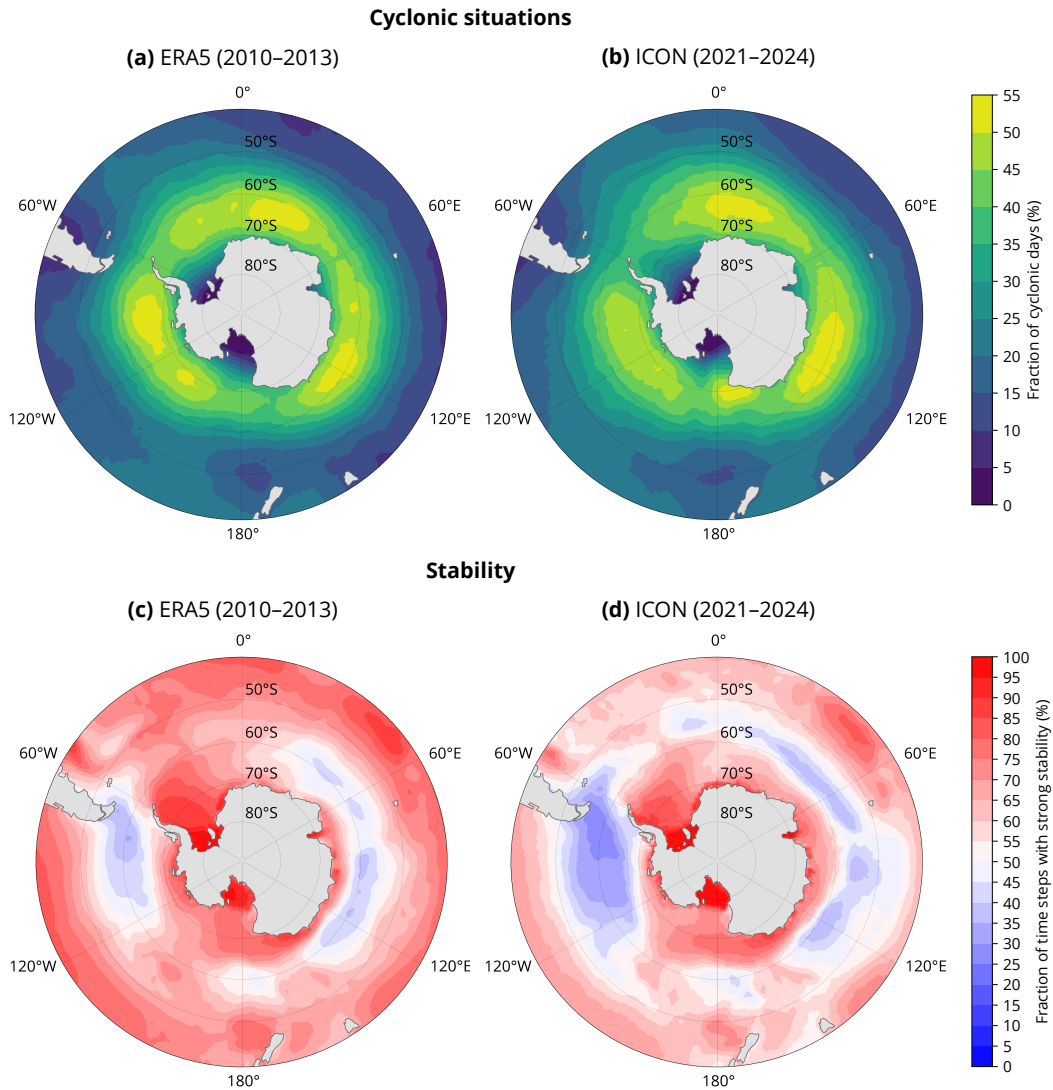 Cyclonic situations
(a) ERA5 (2010–2013)
(b) ICON (2021–2024)
0°
50°S
60°S
70°S
80°S
60°W
60°E
120°W
120°E
180°
0°
50°S
60°S
70°S
80°S
60°W
60°E
120°W
120°E
180°
55
50
45
40
35
30
25
20
15
10
5
0
Fraction of cyclonic days (%)
Stability
(c) ERA5 (2010–2013)
(d) ICON (2021–2024)
0°
50°S
60°S
70°S
80°S
60°W
60°E
120°W
120°E
180°
0°
50°S
60°S
70°S
80°S
60°W
60°E
120°W
120°E
180°
100
95
90
85
80
75
70
65
60
55
50
45
40
35
30
25
20
15
10
5
0
Fraction of timesteps with strong stability (%)